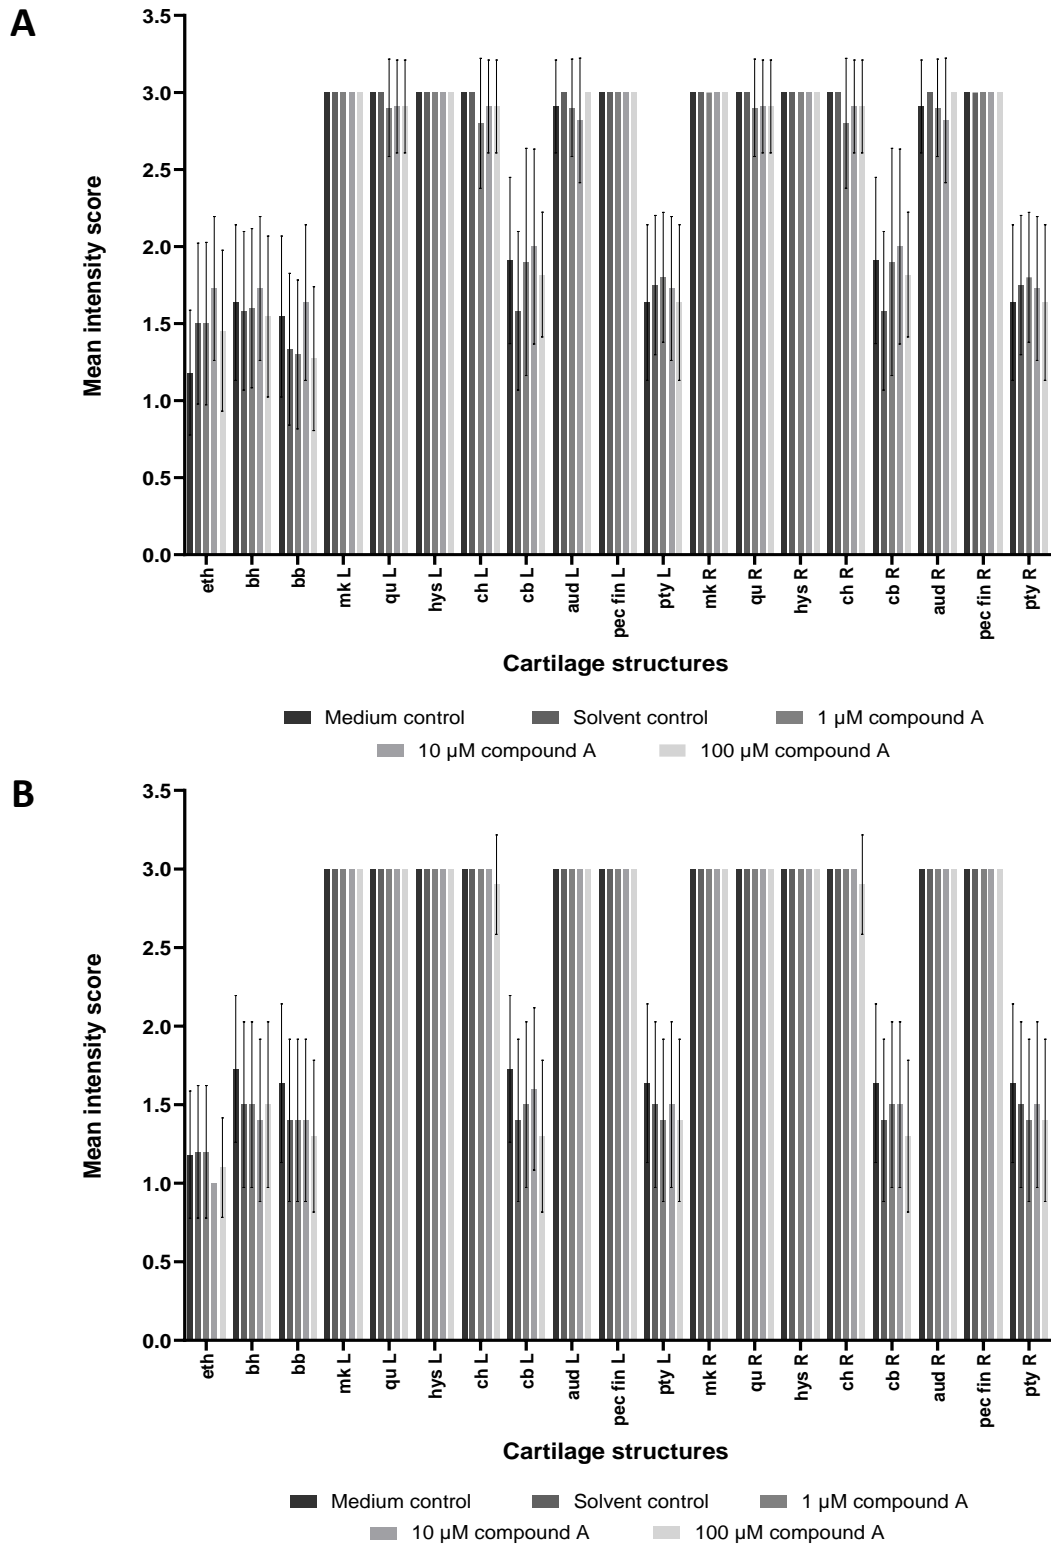 A
Mean intensity score
3.5
3.0
2.5
2.0
1.5
1.0
0.5
0.0
eth bh bb mk L qu L hys L ch L cb L aud L pec fin L pty L mk R qu R hys R ch R cb R aud R pec fin R pty R
Cartilage structures
Medium control Solvent control 1 µM compound A
10 µM compound A 100 µM compound A
B
Mean intensity score
3.5
3.0
2.5
2.0
1.5
1.0
0.5
0.0
eth bh bb mk L qu L hys L ch L cb L aud L pec fin L pty L mk R qu R hys R ch R cb R aud R pec fin R pty R
Cartilage structures
Medium control Solvent control 1 µM compound A
10 µM compound A 100 µM compound A